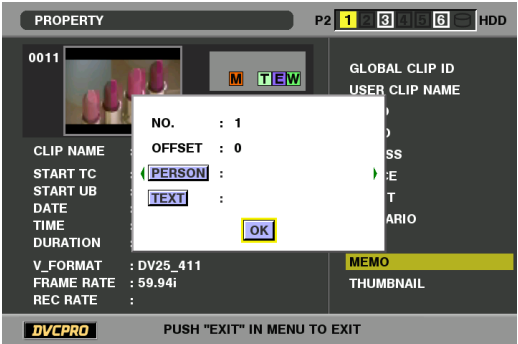 PROPERTY
P2 1 2 3 4 5 6 HDD
0011
M T E W
GLOBAL CLIP ID
USER CLIP NAME
NO. : 1
OFFSET : 0
PERSON :
TEXT :
OK
CLIP NAME :
START TC :
START UB :
DATE :
TIME :
DURATION :
V_FORMAT : DV25_411
FRAME RATE : 59.94i
REC RATE :
SS
E
T
ARIO
MEMO
THUMBNAIL
DVCPRO
PUSH "EXIT" IN MENU TO EXIT